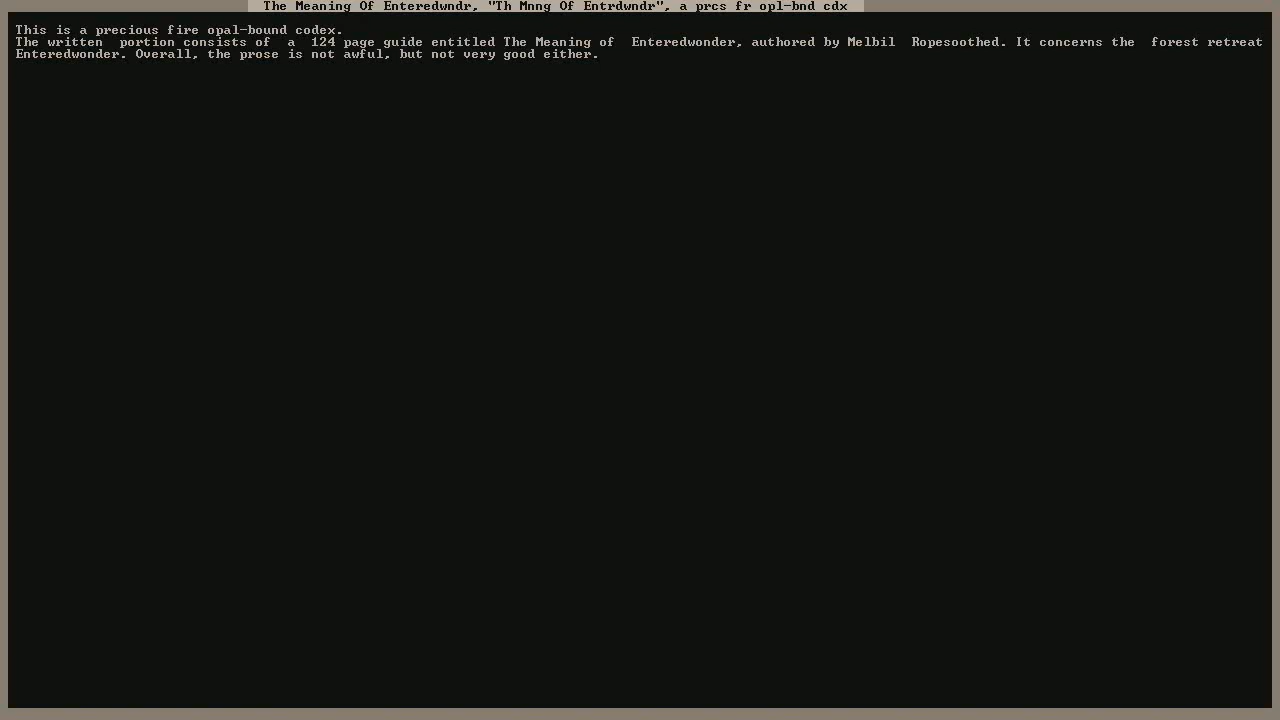 The Meaning Of Enteredwndr, "Th Mnng Of Entrdwndr", a prcs fr opl-bnd cdx
This is a precious fire opal-bound codex.
The written  portion consists of  a  124 page guide entitled The Meaning of  Enteredwonder, authored by Melbil  Ropesoothed. It concerns the  forest retreat
Enteredwonder. Overall, the prose is not awful, but not very good either.